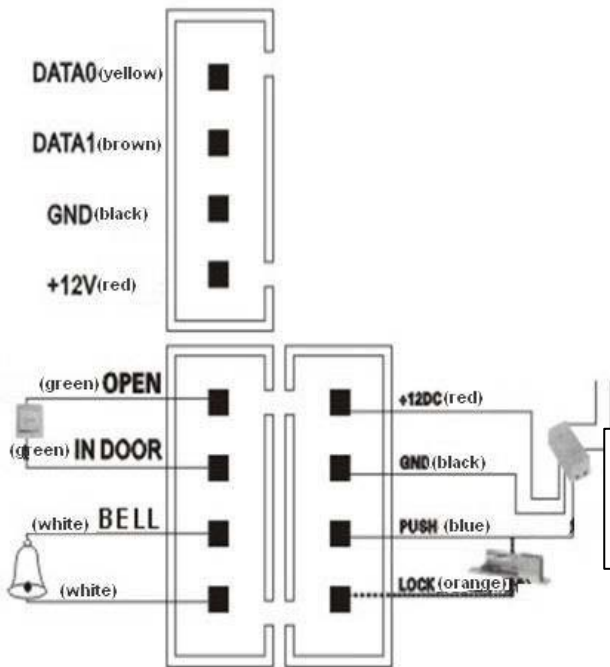 DATA0(yellow)
DATA1(brown)
GND(black)
+12V(red)
(green) OPEN
(green) IN DOOR
(white) BELL
(white)
+12DC(red)
GND (black)
PUSH (blue)
LOCK (orange)